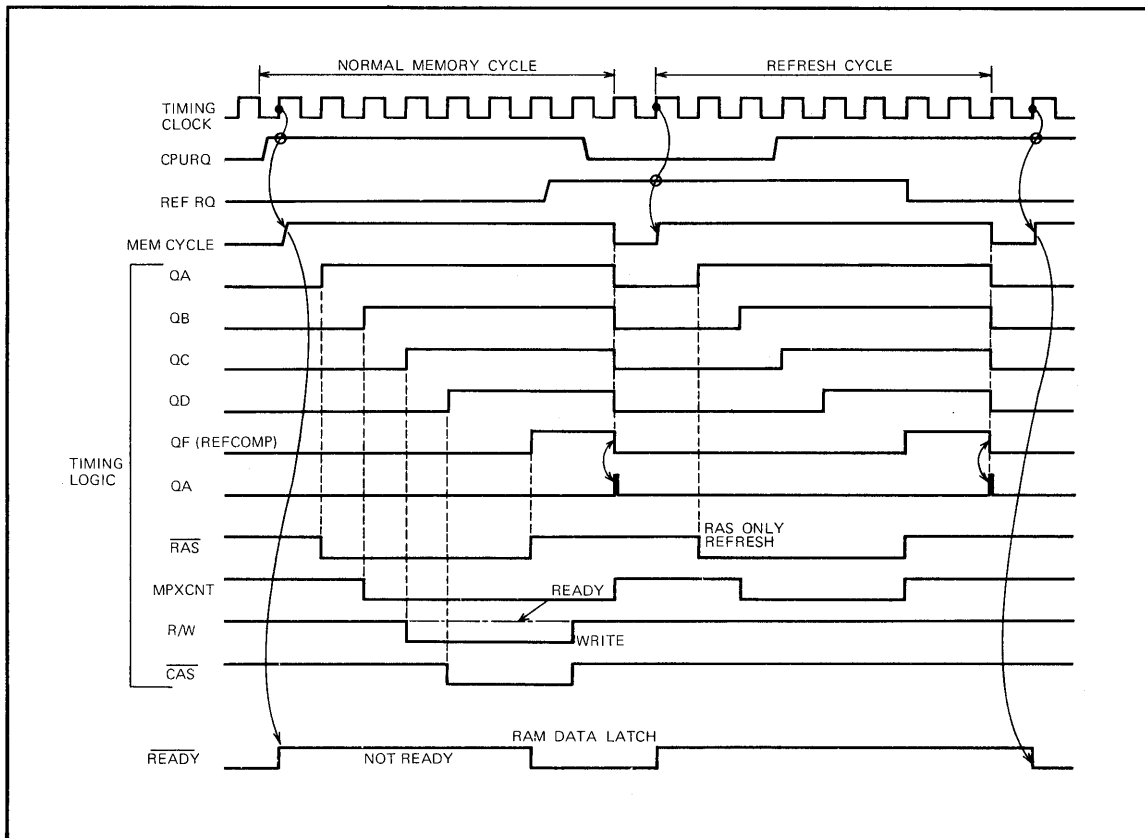 NORMAL MEMORY CYCLE
REFRESH CYCLE
TIMING
CLOCK
CPURQ
REF RQ
MEM CYCLE
QA
QB
QC
QD
QF (REFCOMP)
TIMING
LOGIC
QA
RAS
RAS ONLY
REFRESH
MPXCNT
READY
R/W
WRITE
CAS
RAM DATA LATCH
READY
NOT READY